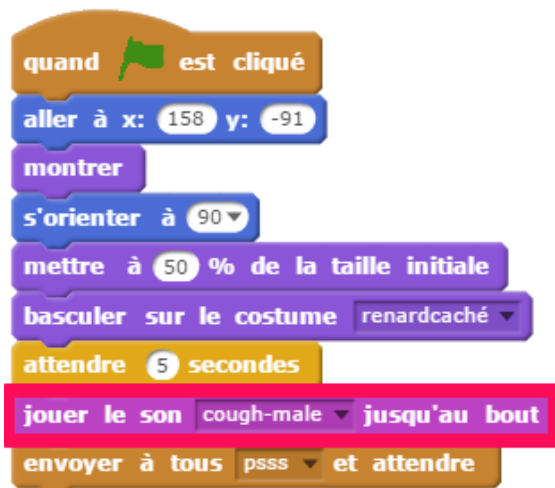 quand est cliqué
aller à x: 158 y: -91
montrer
s'orienter à 90
mettre à 50 % de la taille initiale
basculer sur le costume renardcaché
attendre 5 secondes
jouer le son cough-male jusqu'au bout
envoyer à tous psss et attendre